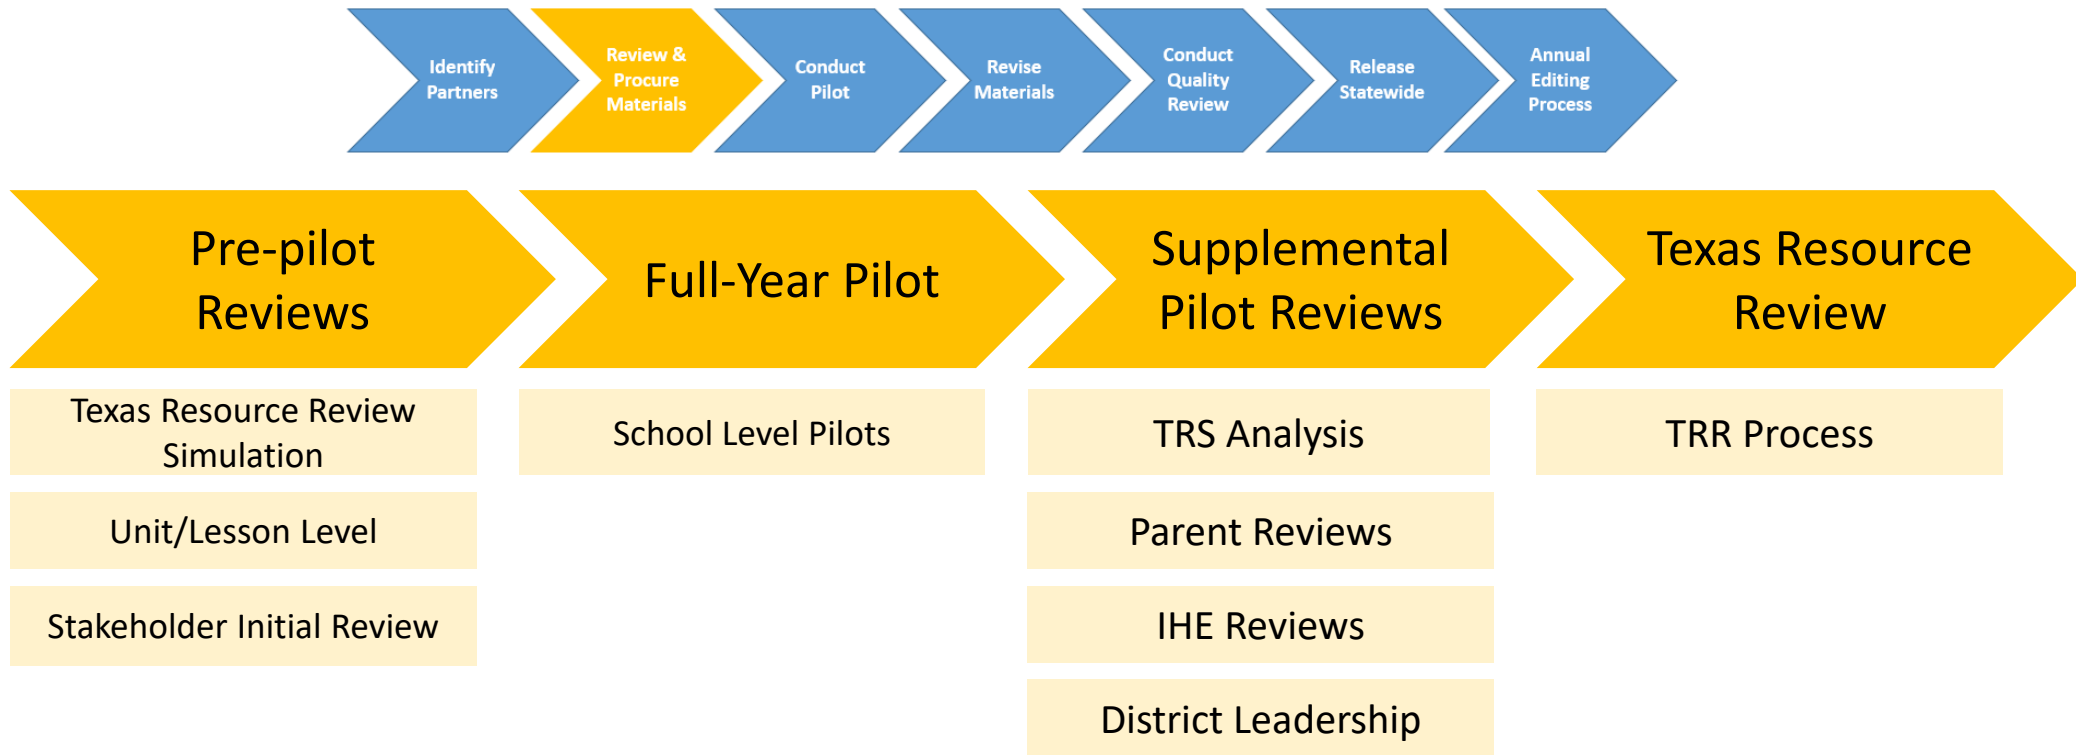 Identify
Partners
Review &
Procure
Materials
Conduct
Pilot
Revise
Materials
Conduct
Quality
Review
Release
Statewide
Annual
Editing
Process
Pre-pilot
Reviews
Full-Year Pilot
Supplemental
Pilot Reviews
Texas Resource
Review
Texas Resource Review
Simulation
Unit/Lesson Level
Stakeholder Initial Review
School Level Pilots
TRS Analysis
Parent Reviews
IHE Reviews
District Leadership
TRR Process